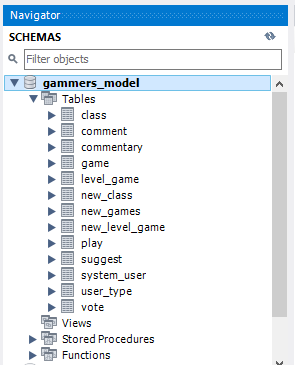 Navigator
SCHEMAS
Filter objects
gammers_model
Tables
class
comment
commentary
game
level_game
new_class
new_games
new_level_game
play
suggest
system_user
user_type
vote
Views
Stored Procedures
Functions